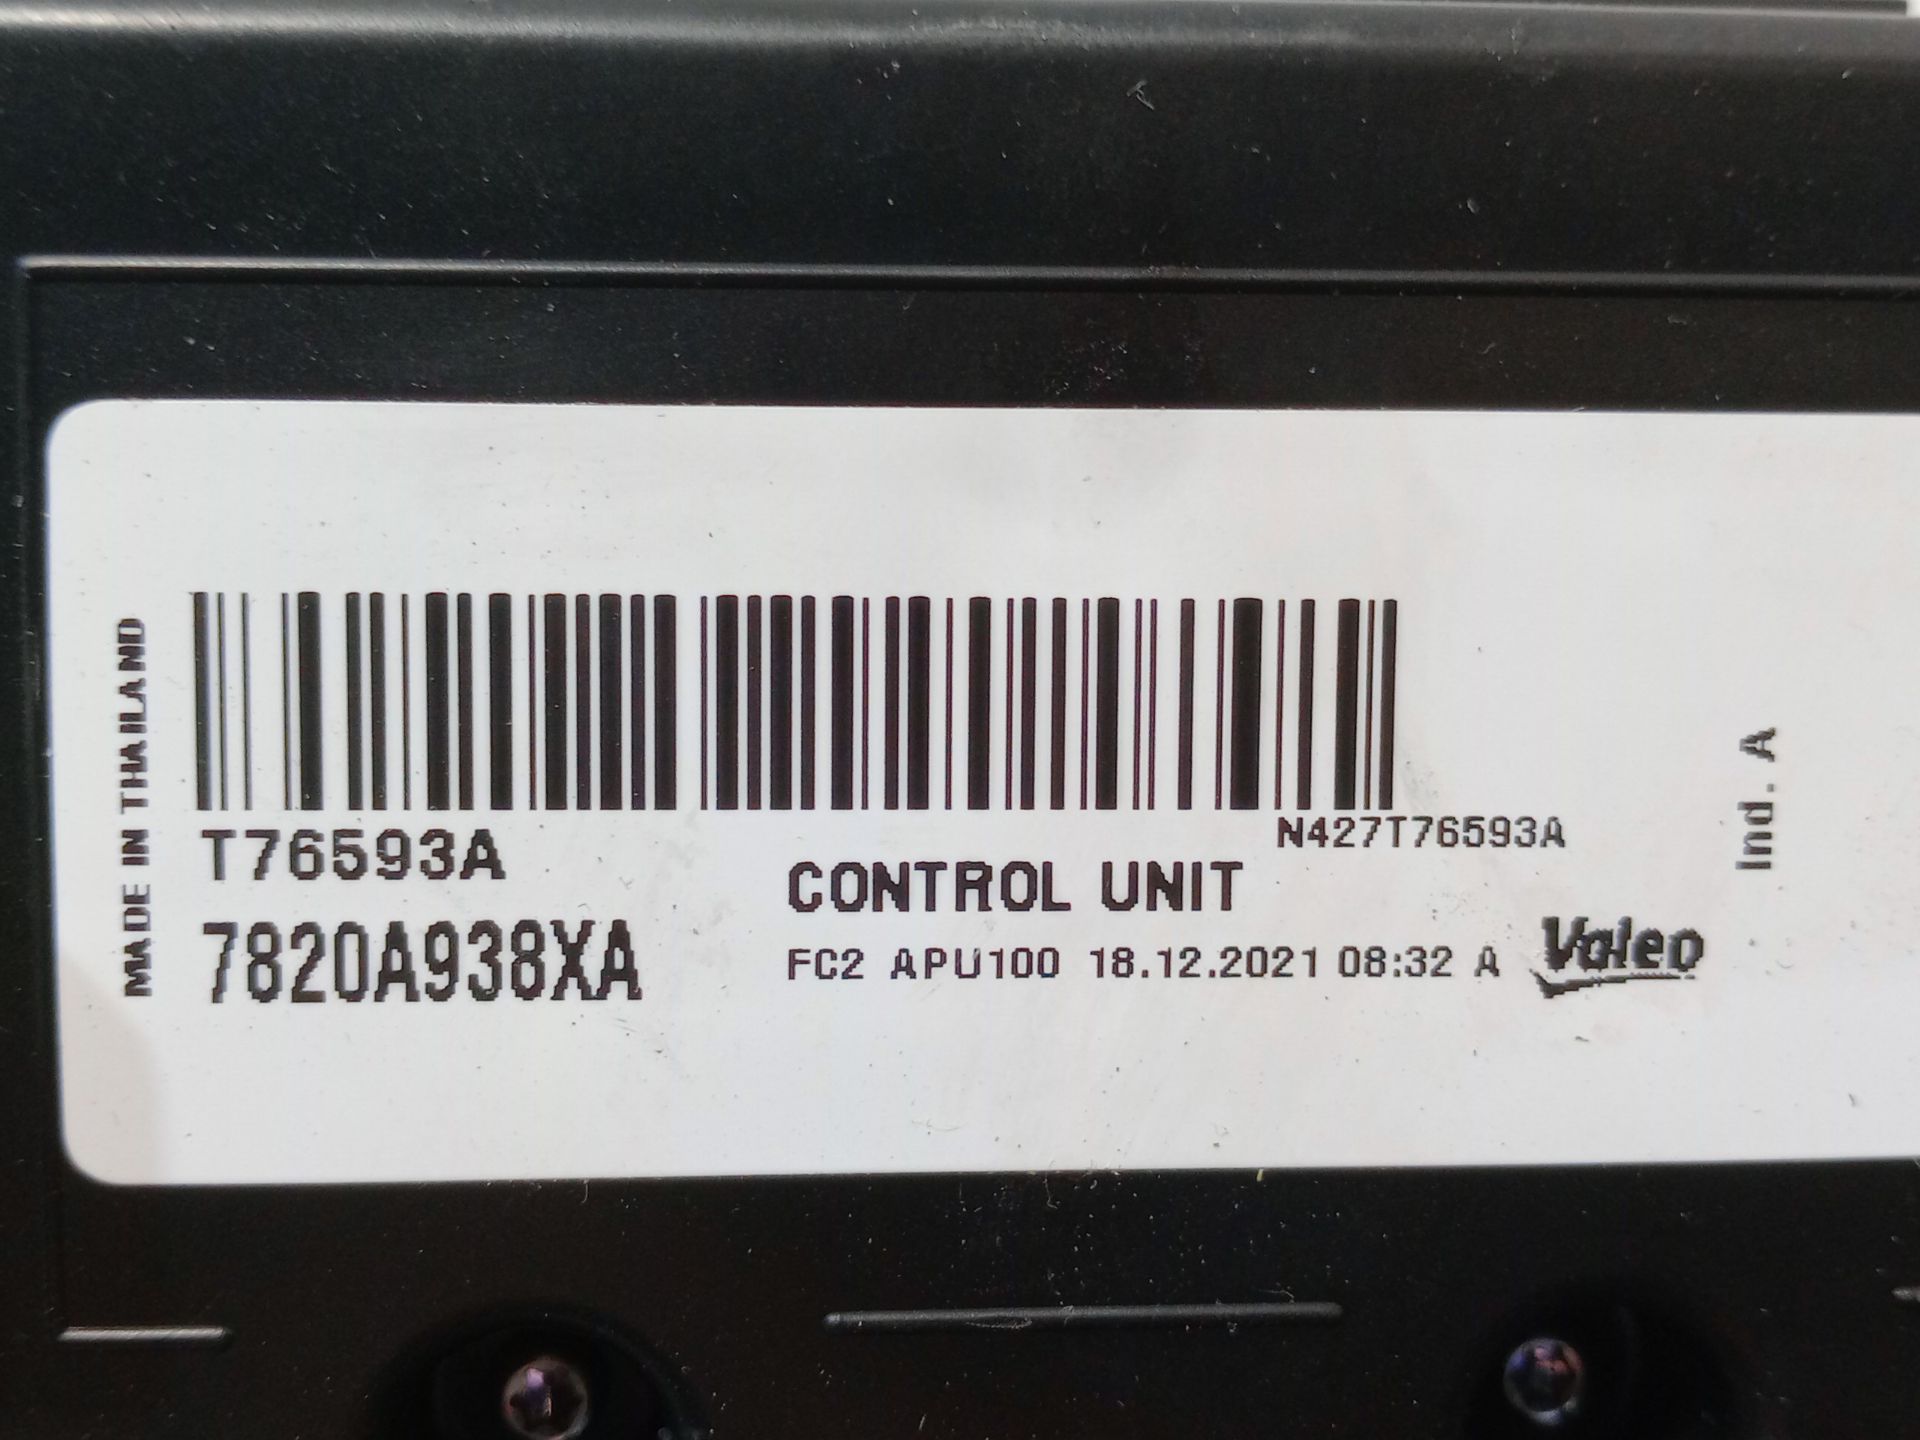 MADE IN THAILAND
T76593A
N427T76593A
7820A938XA
CONTROL UNIT
FC2 APU100 18.12.2021 08:32 A
Valeo
Ind. A